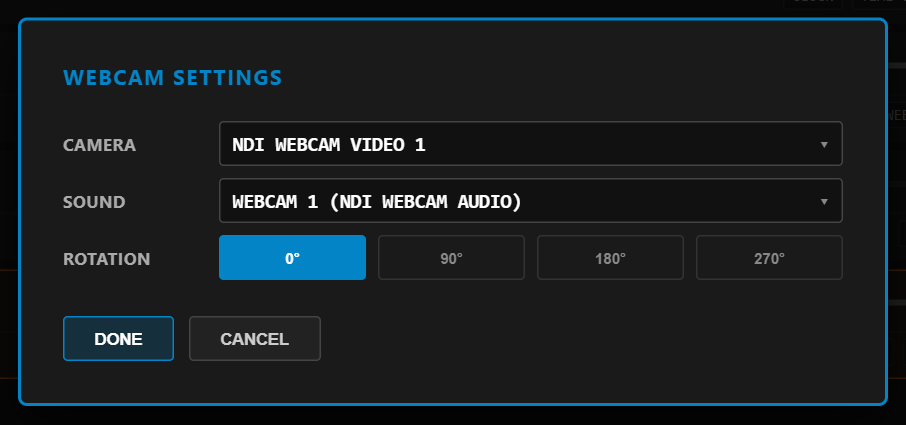 WEBCAM SETTINGS
CAMERA NDI WEBCAM VIDEO 1
SOUND WEBCAM 1 (NDI WEBCAM AUDIO)
ROTATION 0° 90° 180° 270°
DONE CANCEL